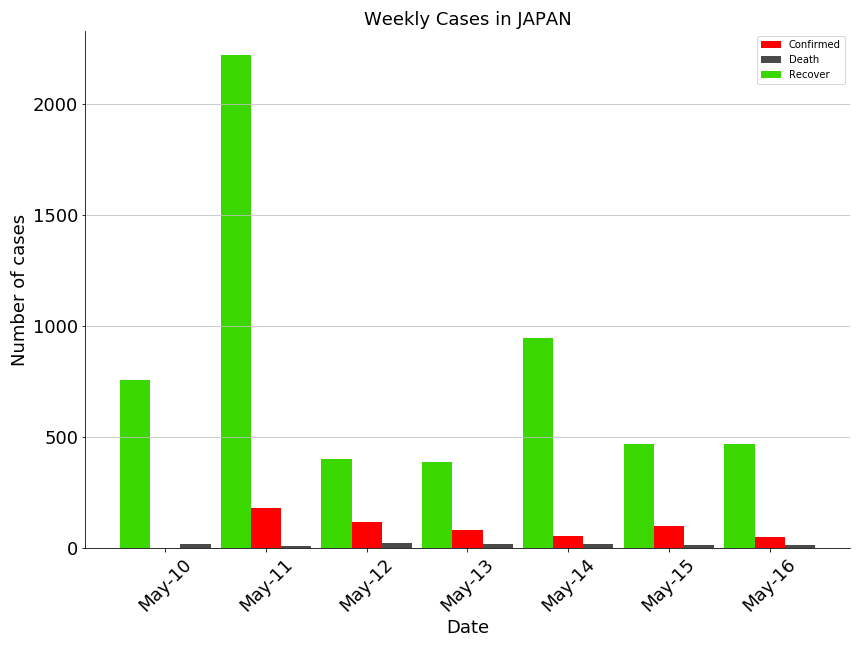 Weekly Cases in JAPAN
Confirmed
Death
Recover
Number of cases
2000
1500
1000
500
0
May-10
May-11
May-12
May-13
May-14
May-15
May-16
Date